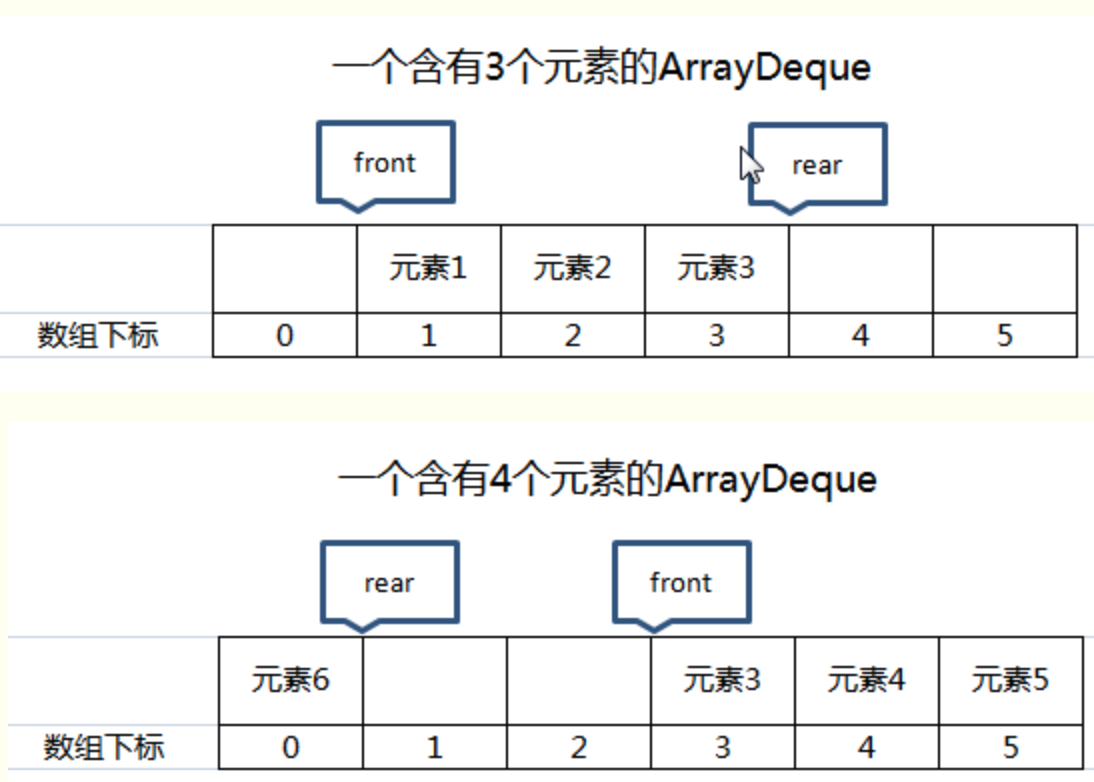 一个含有3个元素的ArrayDeque
front rear
元素1 元素2 元素3
数组下标 0 1 2 3 4 5
一个含有4个元素的ArrayDeque
rear front
元素6 元素3 元素4 元素5
数组下标 0 1 2 3 4 5